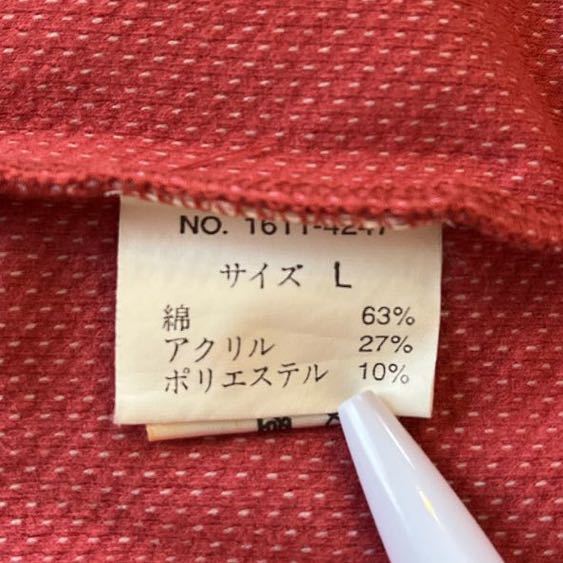 NO. 1611-4247
サイズ L
綿 63%
アクリル 27%
ポリエステル 10%